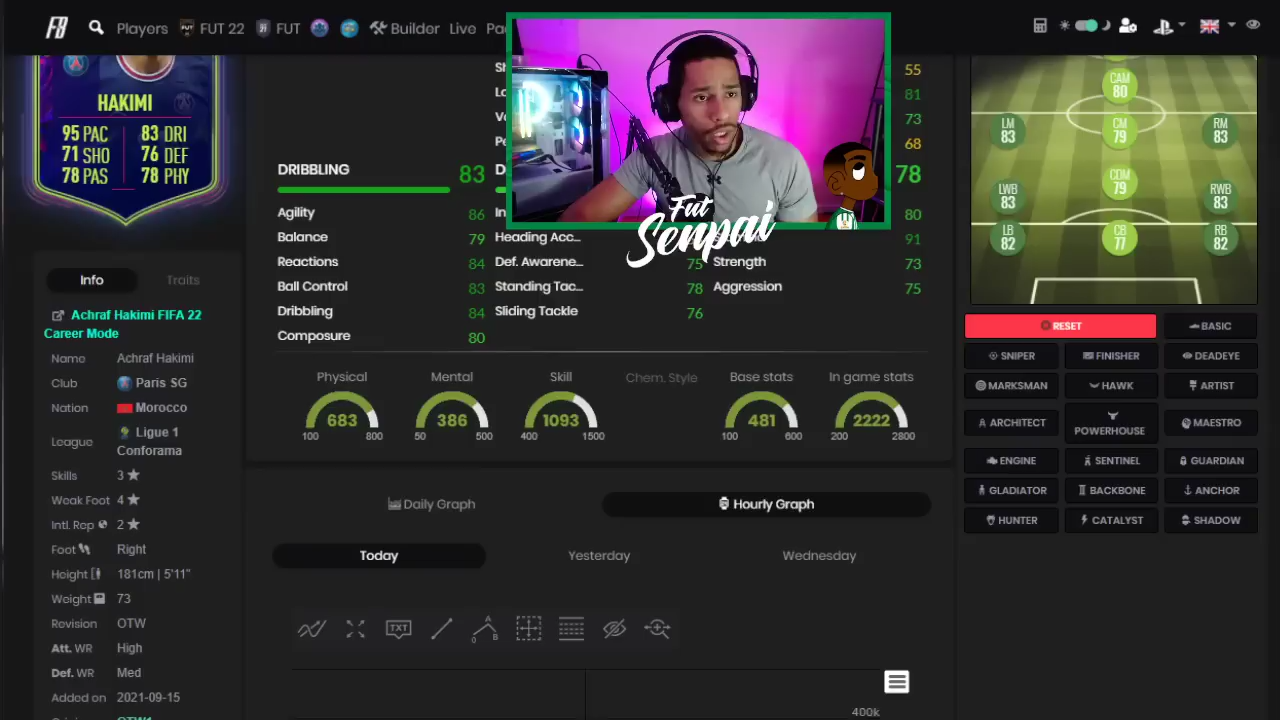 FB Players FUT 22 FUT Builder Live Pa
HAKIMI
95 PAC 83 DRI
71 SHO 76 DEF
78 PAS 78 PHY
Info Traits
Achraf Hakimi FIFA 22
Career Mode
Name Achraf Hakimi
Club Paris SG
Nation Morocco
League Ligue 1
Conforama
Skills 3
Weak Foot 4
Intl. Rep 2
Foot Right
Height 181cm | 5'11"
Weight 73
Revision OTW
Att. WR High
Def. WR Med
Added on 2021-09-15
OTW1
DRIBBLING 83
Agility 86
Balance 79
Reactions 84
Ball Control 83
Dribbling 84
Composure 80
Heading Acc...
Def. Awarene... 75
Standing Tac... 78
Sliding Tackle 76
55
81
73
68
78
80
91
Strength 73
Aggression 75
Fut
Senpai
Physical Mental Skill Chem. Style Base stats In game stats
683 386 1093 481 2222
100 800 50 500 400 1500 100 600 200 2800
Daily Graph Hourly Graph
Today Yesterday Wednesday
TXT
A
0 B
400k
CAM
80
LM
83
CM
79
RM
83
CDM
79
LWB
83
RWB
83
LB
82
CB
77
RB
82
RESET BASIC
SNIPER FINISHER DEADEYE
MARKSMAN HAWK ARTIST
ARCHITECT POWERHOUSE MAESTRO
ENGINE SENTINEL GUARDIAN
GLADIATOR BACKBONE ANCHOR
HUNTER CATALYST SHADOW